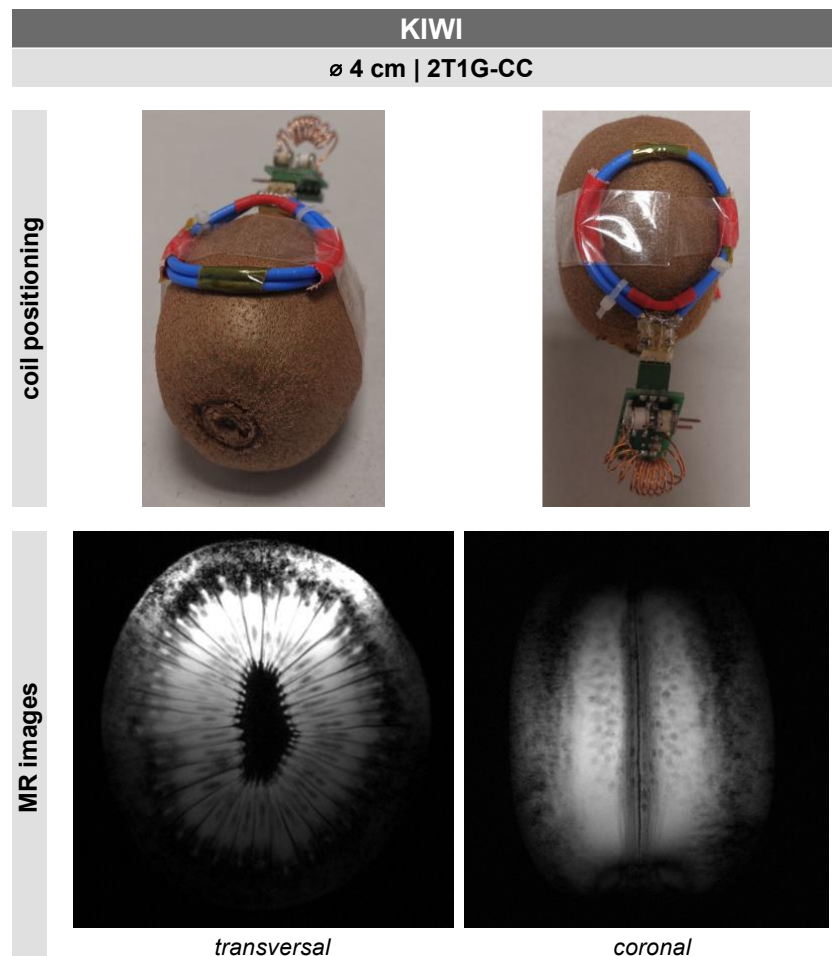 KIWI
⌀ 4 cm | 2T1G-CC
coil positioning
MR images
transversal
coronal